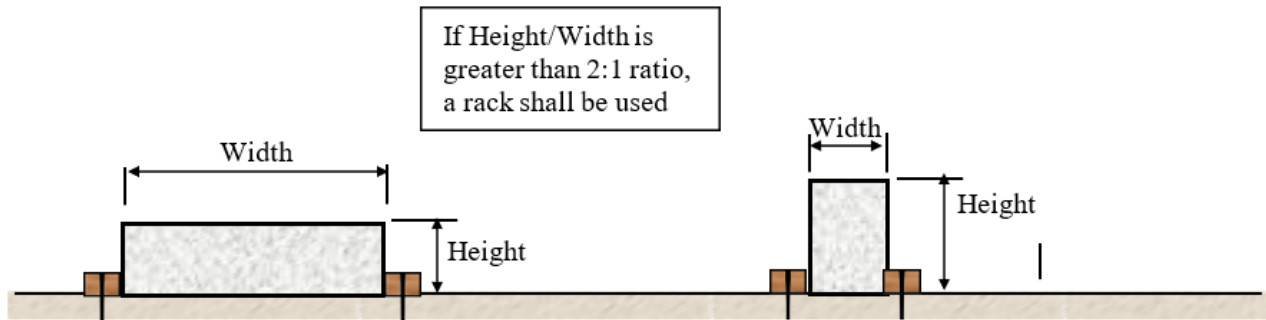 If Height/Width is
greater than 2:1 ratio,
a rack shall be used
Width
Width
Height
Height